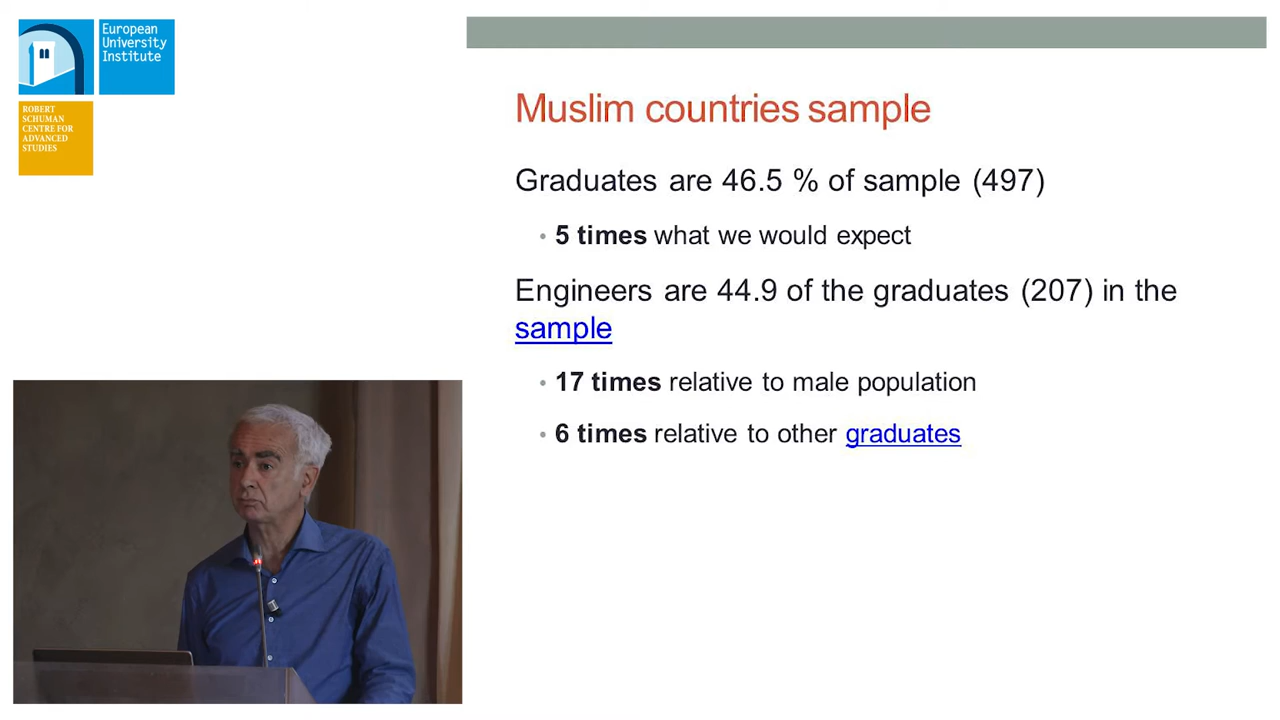 European
University
Institute
ROBERT
SCHUMAN
CENTRE FOR
ADVANCED
STUDIES
Muslim countries sample
Graduates are 46.5 % of sample (497)
• 5 times what we would expect
Engineers are 44.9 of the graduates (207) in the
sample
• 17 times relative to male population
• 6 times relative to other graduates